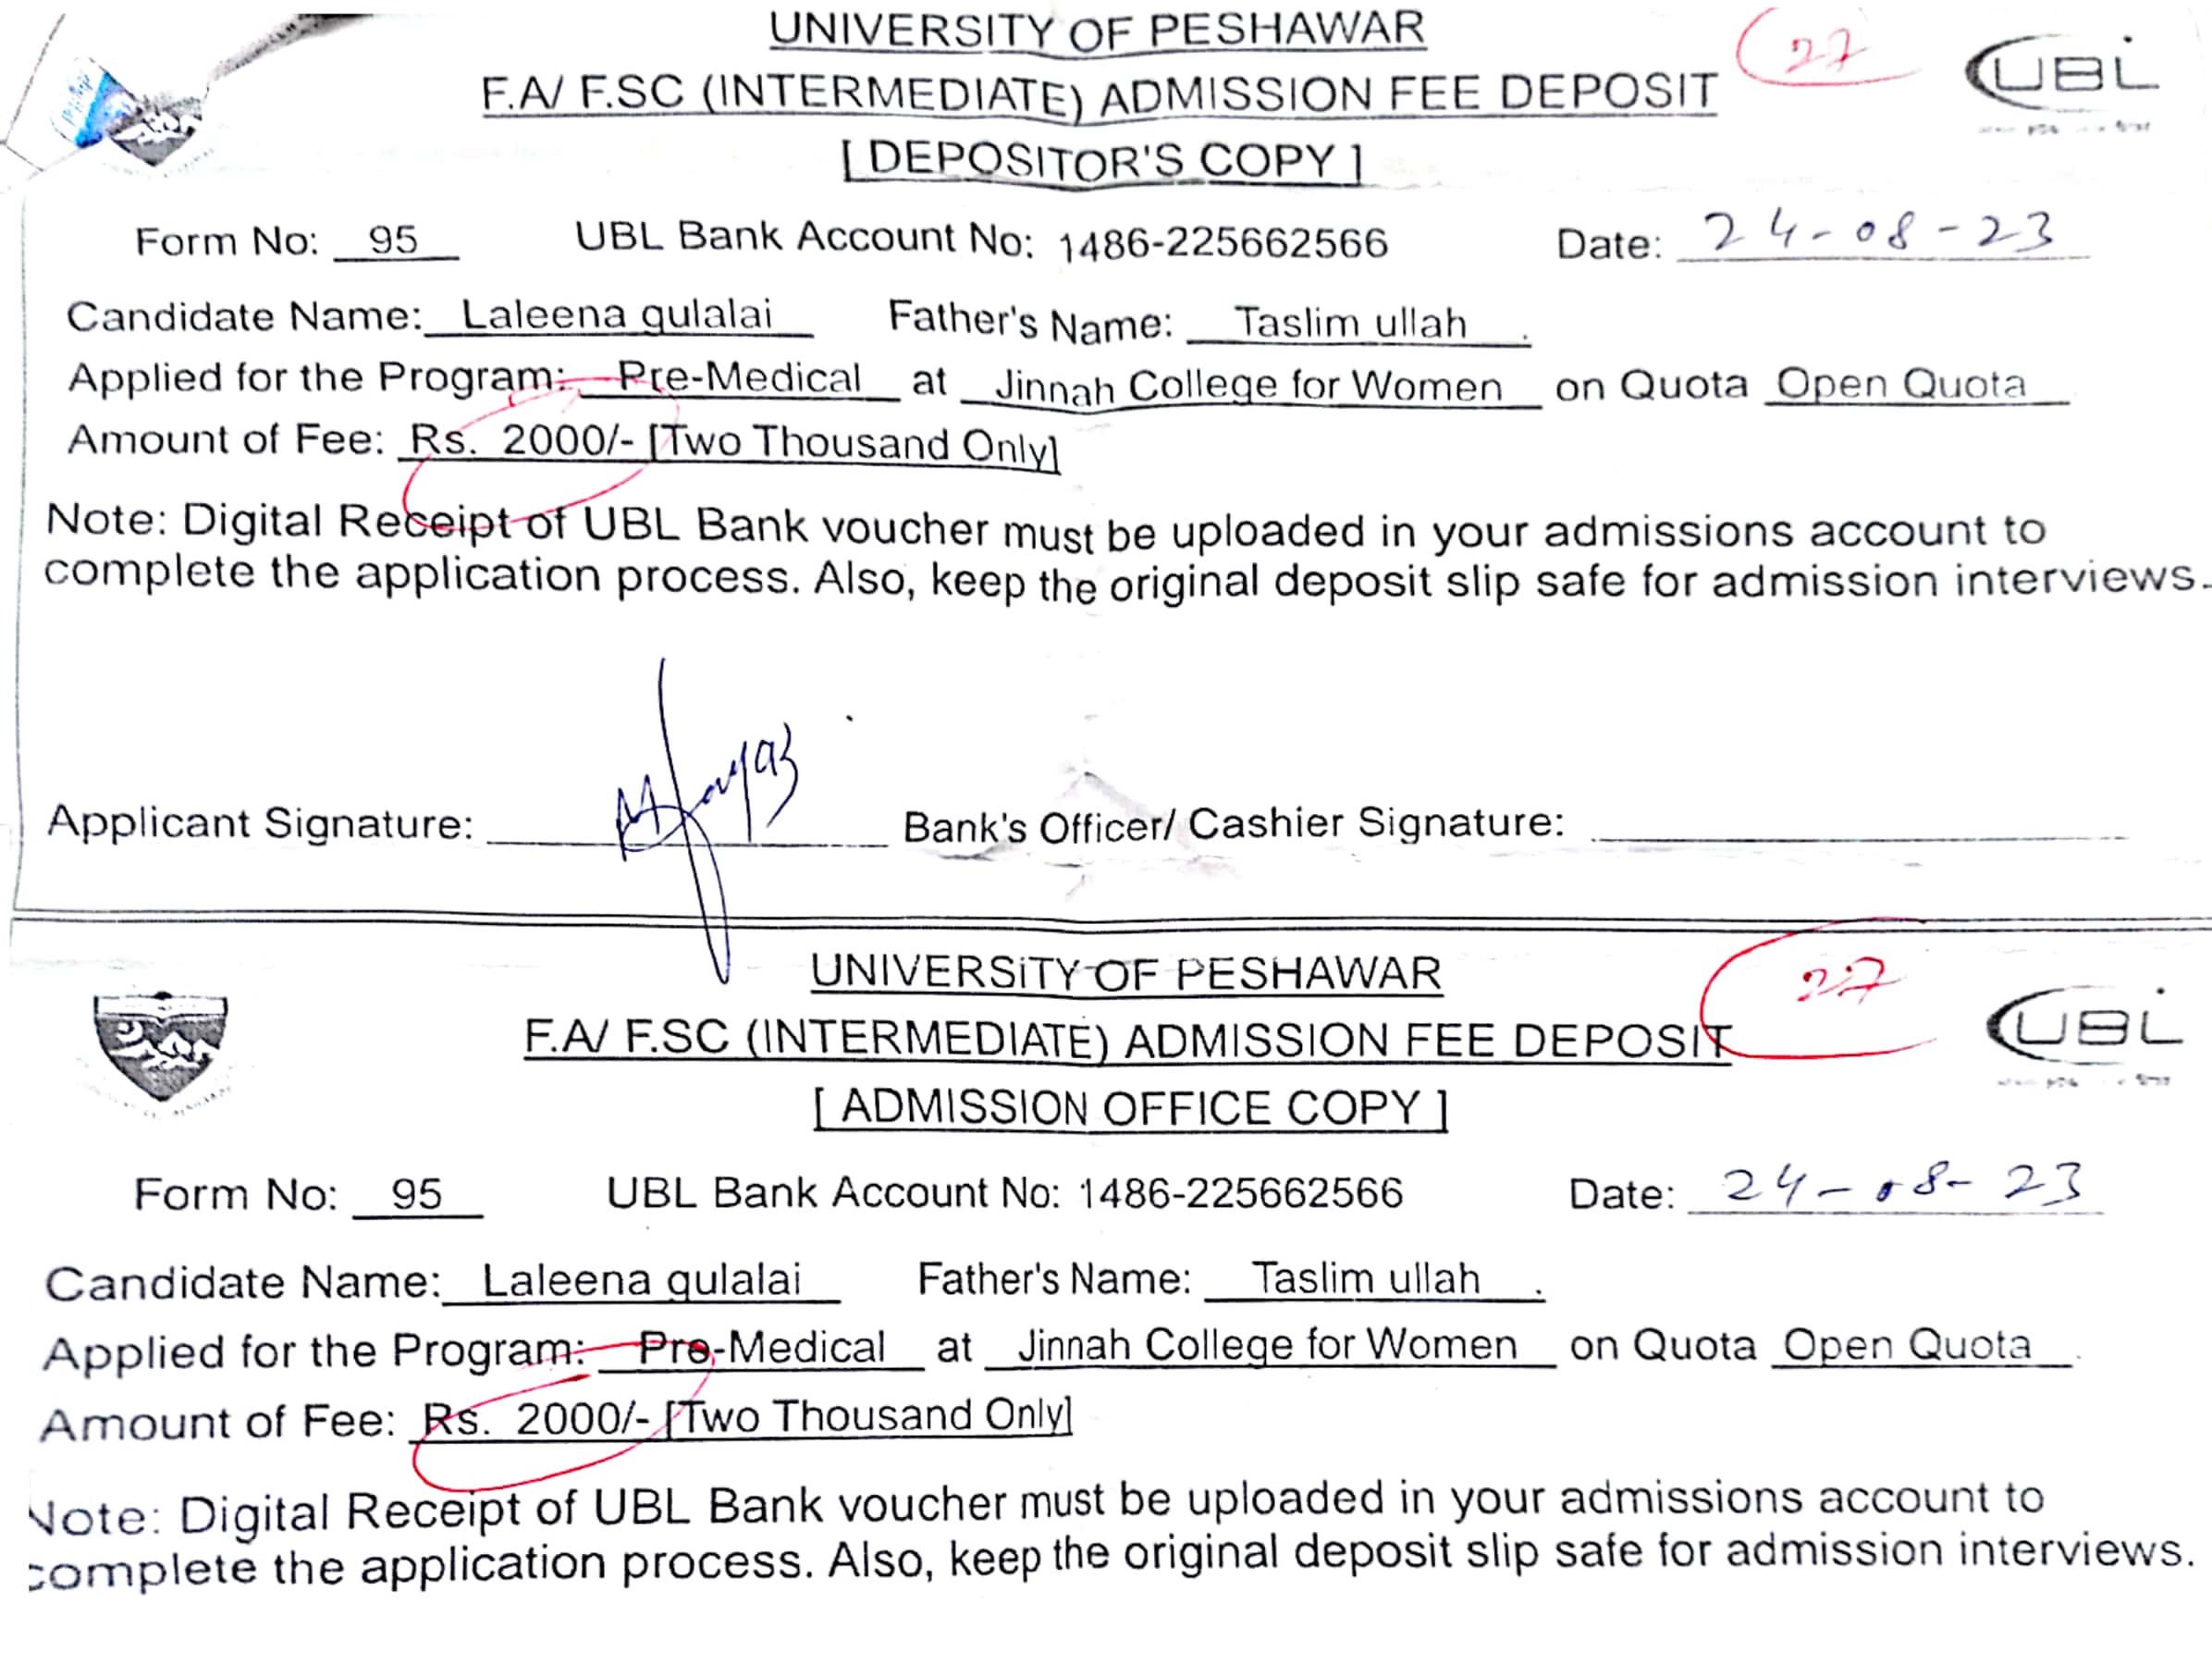 UNIVERSITY OF PESHAWAR
27
UBL
F.A/ F.SC (INTERMEDIATE) ADMISSION FEE DEPOSIT
[ DEPOSITOR'S COPY ]
Form No: 95 UBL Bank Account No: 1486-225662566 Date: 24-08-23
Candidate Name: Laleena gulalai Father's Name: Taslim ullah .
Applied for the Program: Pre-Medical at Jinnah College for Women on Quota Open Quota
Amount of Fee: Rs. 2000/- [Two Thousand Only]
Note: Digital Receipt of UBL Bank voucher must be uploaded in your admissions account to
complete the application process. Also, keep the original deposit slip safe for admission interviews.
Applicant Signature: Bank's Officer/ Cashier Signature:
UNIVERSITY OF PESHAWAR
27
UBL
F.A/ F.SC (INTERMEDIATE) ADMISSION FEE DEPOSIT
[ ADMISSION OFFICE COPY ]
Form No: 95 UBL Bank Account No: 1486-225662566 Date: 24-08-23
Candidate Name: Laleena gulalai Father's Name: Taslim ullah .
Applied for the Program: Pre-Medical at Jinnah College for Women on Quota Open Quota .
Amount of Fee: Rs. 2000/- [Two Thousand Only]
Note: Digital Receipt of UBL Bank voucher must be uploaded in your admissions account to
complete the application process. Also, keep the original deposit slip safe for admission interviews.